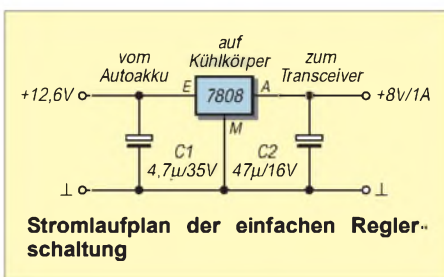 auf
vom Kühlkörper zum
Autoakku Transceiver
+12,6V E 7808 A +8V/1A
M
C1 C2
4,7µ/35V 47µ/16V
⊥ ⊥
Stromlaufplan der einfachen Regler-
schaltung